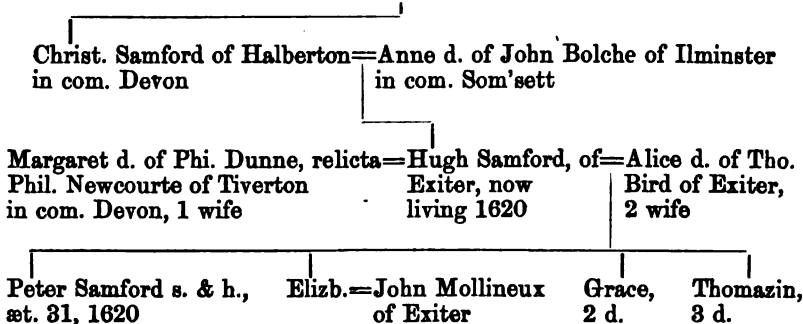 Christ. Samford of Halberton=Anne d. of John Bolche of Ilminster
in com. Devon in com. Som'sett
Margaret d. of Phi. Dunne, relicta=Hugh Samford, of=Alice d. of Tho.
Phil. Newcourte of Tiverton Exiter, now Bird of Exiter,
in com. Devon, 1 wife living 1620 2 wife
Peter Samford s. & h., Elizb.=John Mollineux Grace, Thomazin,
æt. 31, 1620 of Exiter 2 d. 3 d.